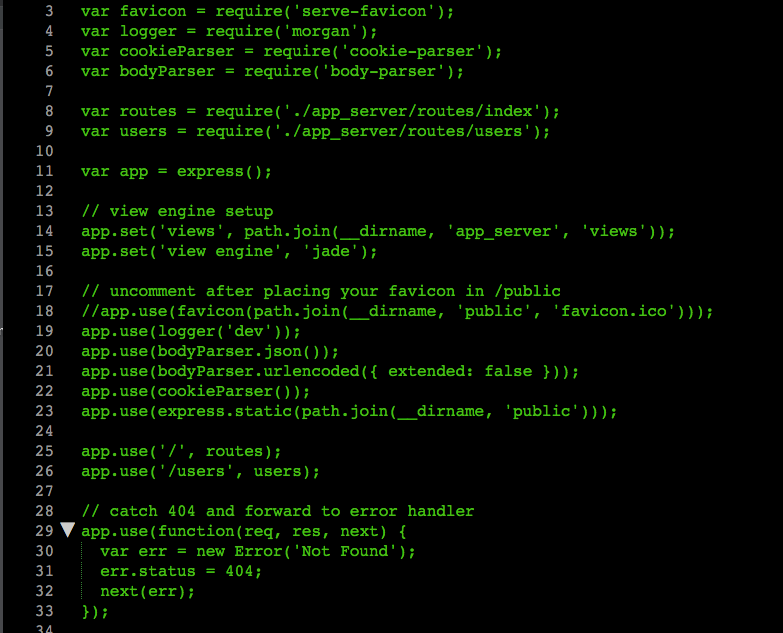 3 var favicon = require('serve-favicon');
4 var logger = require('morgan');
5 var cookieParser = require('cookie-parser');
6 var bodyParser = require('body-parser');
7
8 var routes = require('./app_server/routes/index');
9 var users = require('./app_server/routes/users');
10
11 var app = express();
12
13 // view engine setup
14 app.set('views', path.join(__dirname, 'app_server', 'views'));
15 app.set('view engine', 'jade');
16
17 // uncomment after placing your favicon in /public
18 //app.use(favicon(path.join(__dirname, 'public', 'favicon.ico')));
19 app.use(logger('dev'));
20 app.use(bodyParser.json());
21 app.use(bodyParser.urlencoded({ extended: false }));
22 app.use(cookieParser());
23 app.use(express.static(path.join(__dirname, 'public')));
24
25 app.use('/', routes);
26 app.use('/users', users);
27
28 // catch 404 and forward to error handler
29 app.use(function(req, res, next) {
30   var err = new Error('Not Found');
31   err.status = 404;
32   next(err);
33 });
34